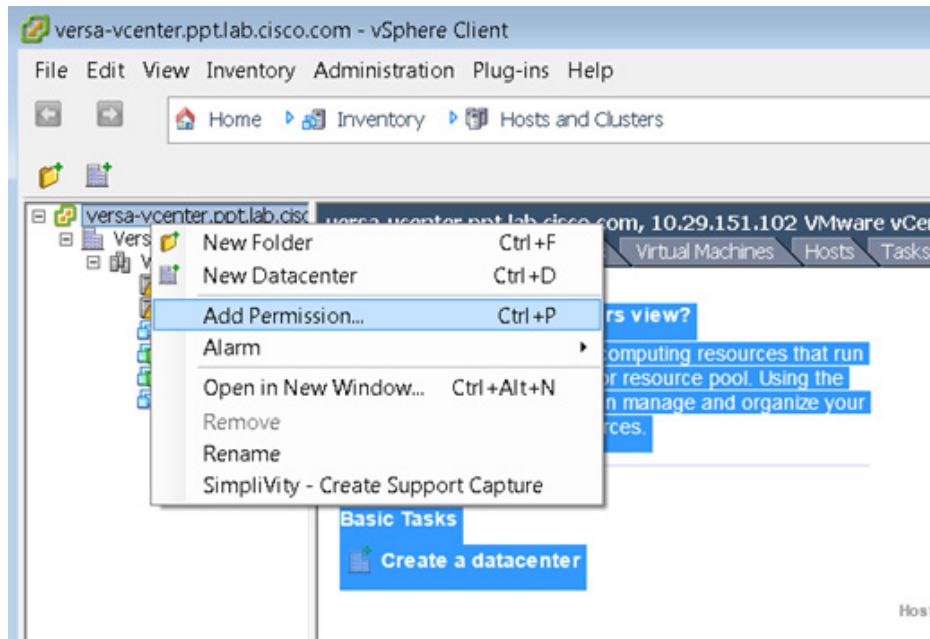 versa-vcenter.ppt.lab.cisco.com - vSphere Client
File Edit View Inventory Administration Plug-ins Help
Home Inventory Hosts and Clusters
versa-vcenter.ppt.lab.cisc
versa-vcenter.ppt.lab.cisco.com, 10.29.151.102 VMware vCe
Vers
V
Virtual Machines Hosts Tasks
New Folder Ctrl+F
New Datacenter Ctrl+D
Add Permission... Ctrl+P
Alarm
Open in New Window... Ctrl+Alt+N
Remove
Rename
SimpliVity - Create Support Capture
rs view?
computing resources that run
or resource pool. Using the
n manage and organize your
rces.
Basic Tasks
Create a datacenter
Hos